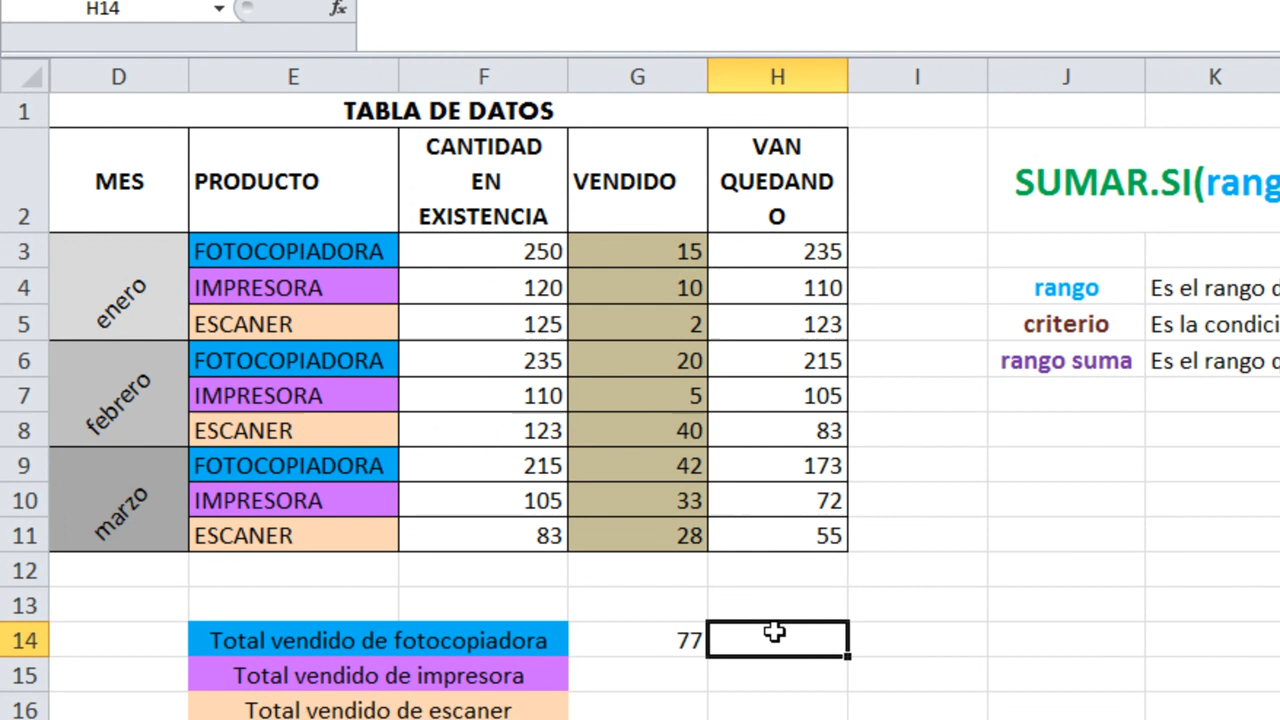 H14 fx
D E F G H I J K
1 TABLA DE DATOS
2 MES PRODUCTO CANTIDAD EN EXISTENCIA VENDIDO VAN QUEDAND O SUMAR.SI(rang
3 enero FOTOCOPIADORA 250 15 235
4 IMPRESORA 120 10 110 rango Es el rango d
5 ESCANER 125 2 123 criterio Es la condici
6 febrero FOTOCOPIADORA 235 20 215 rango suma Es el rango d
7 IMPRESORA 110 5 105
8 ESCANER 123 40 83
9 marzo FOTOCOPIADORA 215 42 173
10 IMPRESORA 105 33 72
11 ESCANER 83 28 55
12
13
14 Total vendido de fotocopiadora 77
15 Total vendido de impresora
16 Total vendido de escaner